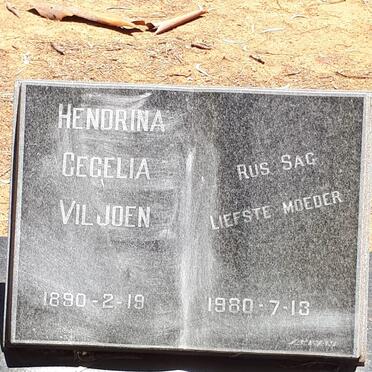 HENDRINA
CECELIA
VILJOEN
1890-2-19
RUS SAG
LIEFSTE MOEDER
1980-7-13